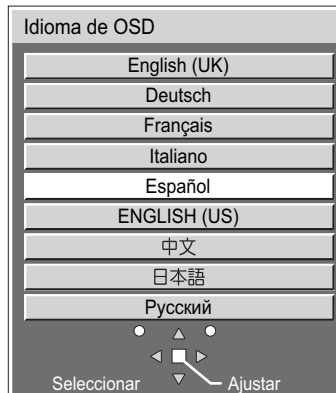 Idioma de OSD
English (UK)
Deutsch
Français
Italiano
Español
ENGLISH (US)
中文
日本語
Русский
Seleccionar Ajustar